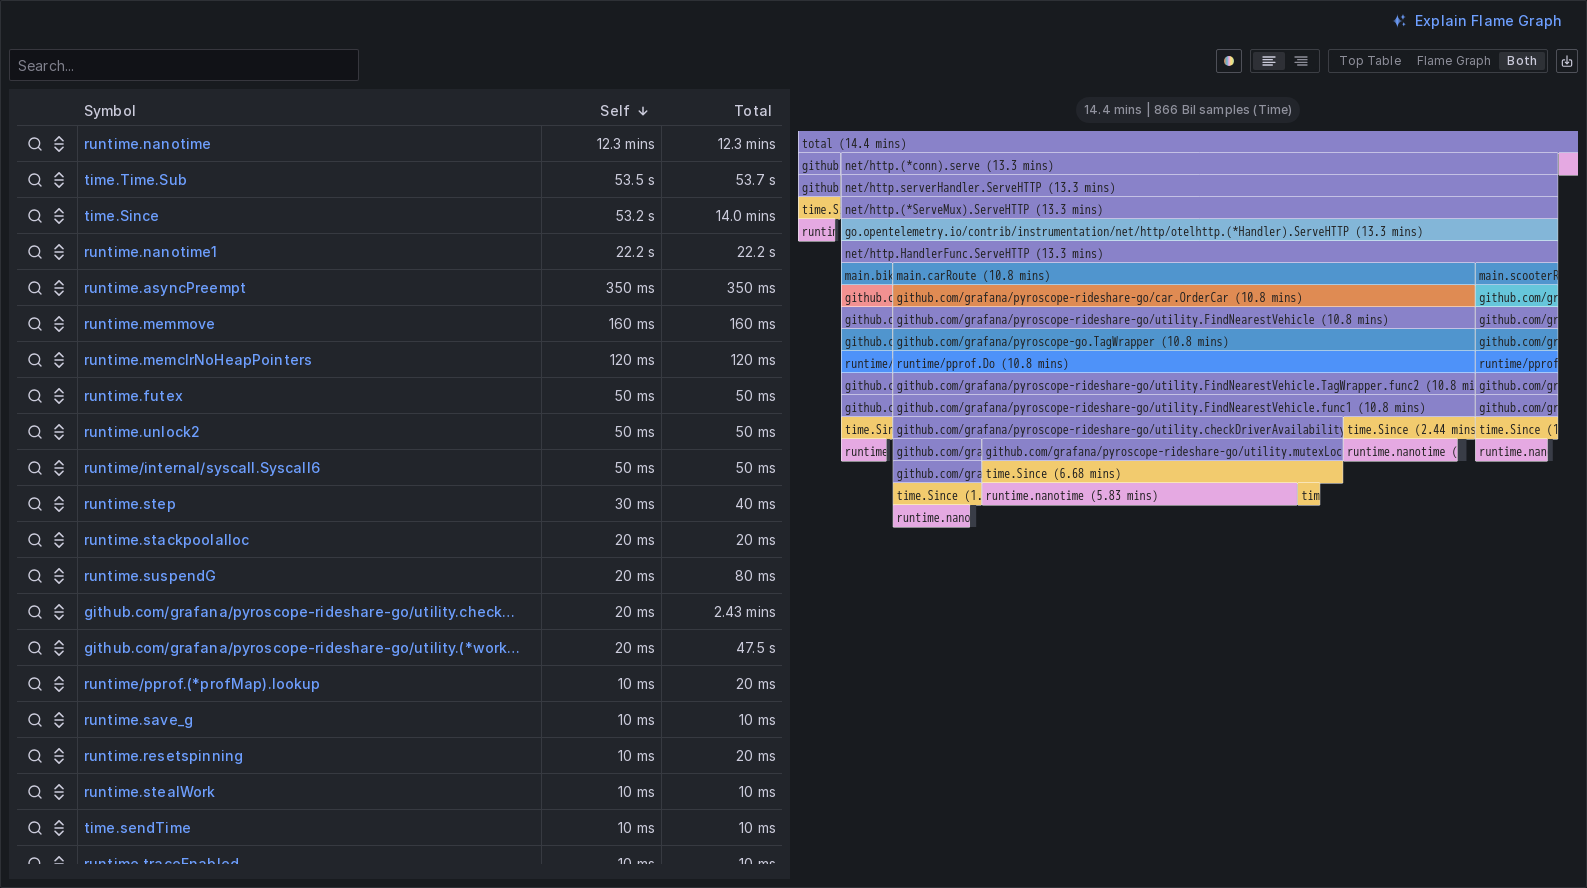 Explain Flame Graph
Search...
Top Table Flame Graph Both
Symbol Self Total
runtime.nanotime 12.3 mins 12.3 mins
time.Time.Sub 53.5 s 53.7 s
time.Since 53.2 s 14.0 mins
runtime.nanotime1 22.2 s 22.2 s
runtime.asyncPreempt 350 ms 350 ms
runtime.memmove 160 ms 160 ms
runtime.memclrNoHeapPointers 120 ms 120 ms
runtime.futex 50 ms 50 ms
runtime.unlock2 50 ms 50 ms
runtime/internal/syscall.Syscall6 50 ms 50 ms
runtime.step 30 ms 40 ms
runtime.stackpoolalloc 20 ms 20 ms
runtime.suspendG 20 ms 80 ms
github.com/grafana/pyroscope-rideshare-go/utility.check... 20 ms 2.43 mins
github.com/grafana/pyroscope-rideshare-go/utility.(*work... 20 ms 47.5 s
runtime/pprof.(*profMap).lookup 10 ms 20 ms
runtime.save_g 10 ms 10 ms
runtime.resetspinning 10 ms 20 ms
runtime.stealWork 10 ms 10 ms
time.sendTime 10 ms 10 ms
runtime.traceEnabled 10 ms 10 ms
14.4 mins | 866 Bil samples (Time)
total (14.4 mins)
github net/http.(*conn).serve (13.3 mins)
github net/http.serverHandler.ServeHTTP (13.3 mins)
time.S net/http.(*ServeMux).ServeHTTP (13.3 mins)
runtim go.opentelemetry.io/contrib/instrumentation/net/http/otelhttp.(*Handler).ServeHTTP (13.3 mins)
net/http.HandlerFunc.ServeHTTP (13.3 mins)
main.bik main.carRoute (10.8 mins) main.scooterR
github.c github.com/grafana/pyroscope-rideshare-go/car.OrderCar (10.8 mins) github.com/gr
github.c github.com/grafana/pyroscope-rideshare-go/utility.FindNearestVehicle (10.8 mins) github.com/gr
github.c github.com/grafana/pyroscope-go.TagWrapper (10.8 mins) github.com/gr
runtime/ runtime/pprof.Do (10.8 mins) runtime/pprof
github.c github.com/grafana/pyroscope-rideshare-go/utility.FindNearestVehicle.TagWrapper.func2 (10.8 mi github.com/gr
github.c github.com/grafana/pyroscope-rideshare-go/utility.FindNearestVehicle.func1 (10.8 mins) github.com/gr
time.Sin github.com/grafana/pyroscope-rideshare-go/utility.checkDriverAvailability time.Since (2.44 mins time.Since (1
runtime github.com/gra github.com/grafana/pyroscope-rideshare-go/utility.mutexLoc runtime.nanotime ( runtime.nan
github.com/gra time.Since (6.68 mins)
time.Since (1. runtime.nanotime (5.83 mins) tim
runtime.nano